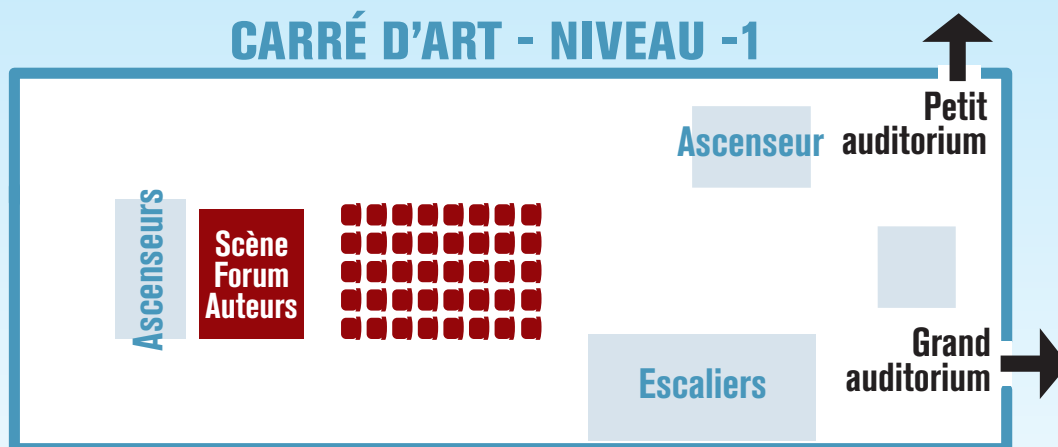 CARRÉ D'ART - NIVEAU -1
Petit
auditorium
Ascenseur
Ascenseurs
Scène
Forum
Auteurs
Grand
auditorium
Escaliers